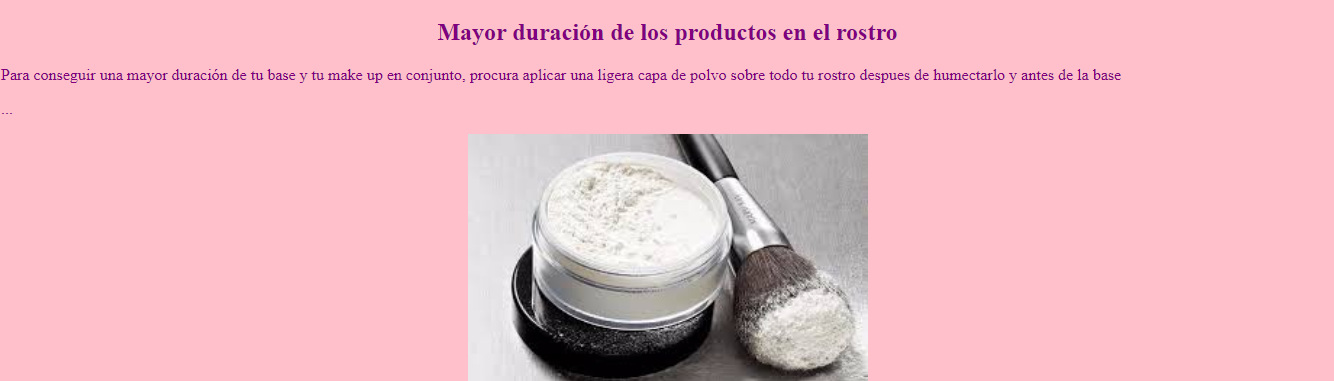 Mayor duración de los productos en el rostro
Para conseguir una mayor duración de tu base y tu make up en conjunto, procura aplicar una ligera capa de polvo sobre todo tu rostro despues de humectarlo y antes de la base
...